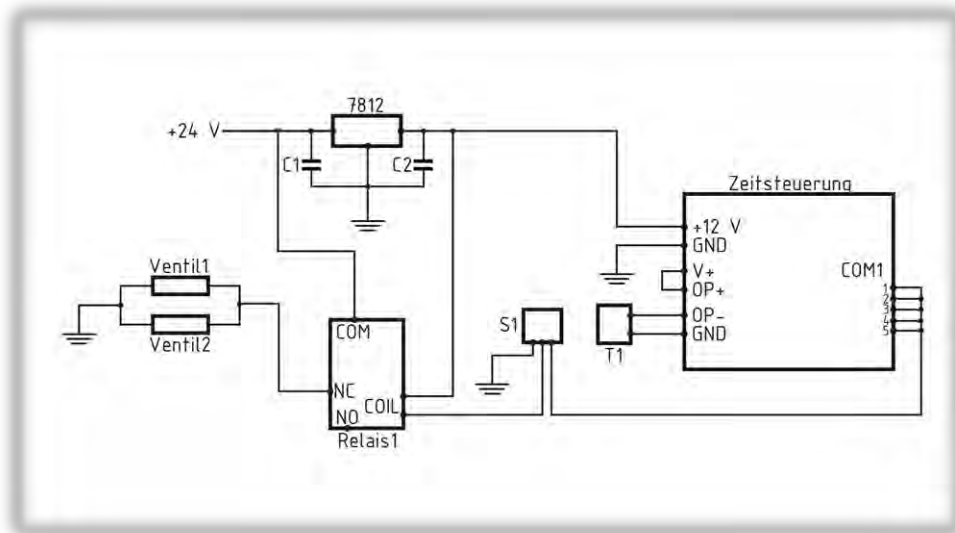 7812
+24 V
C1
C2
Zeitsteuerung
+12 V
GND
V+
OP+
OP-
GND
COM1
1
2
3
4
5
Ventil1
Ventil2
S1
T1
COM
NC
NO
COIL
Relais1